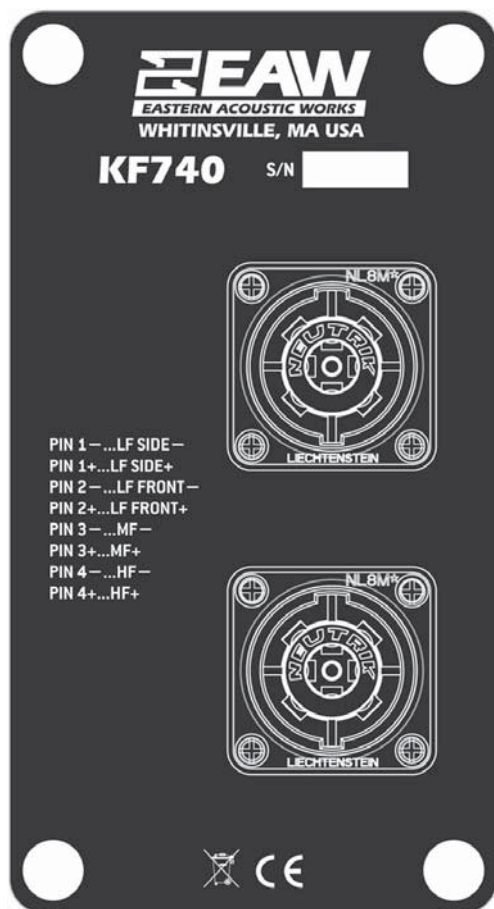 EAW
EASTERN ACOUSTIC WORKS
WHITINSVILLE, MA USA
KF740 S/N
NL8M*
NEUTRIK
LIECHTENSTEIN
PIN 1–...LF SIDE–
PIN 1+...LF SIDE+
PIN 2–...LF FRONT–
PIN 2+...LF FRONT+
PIN 3–...MF–
PIN 3+...MF+
PIN 4–...HF–
PIN 4+...HF+
NL8M*
NEUTRIK
LIECHTENSTEIN
CE